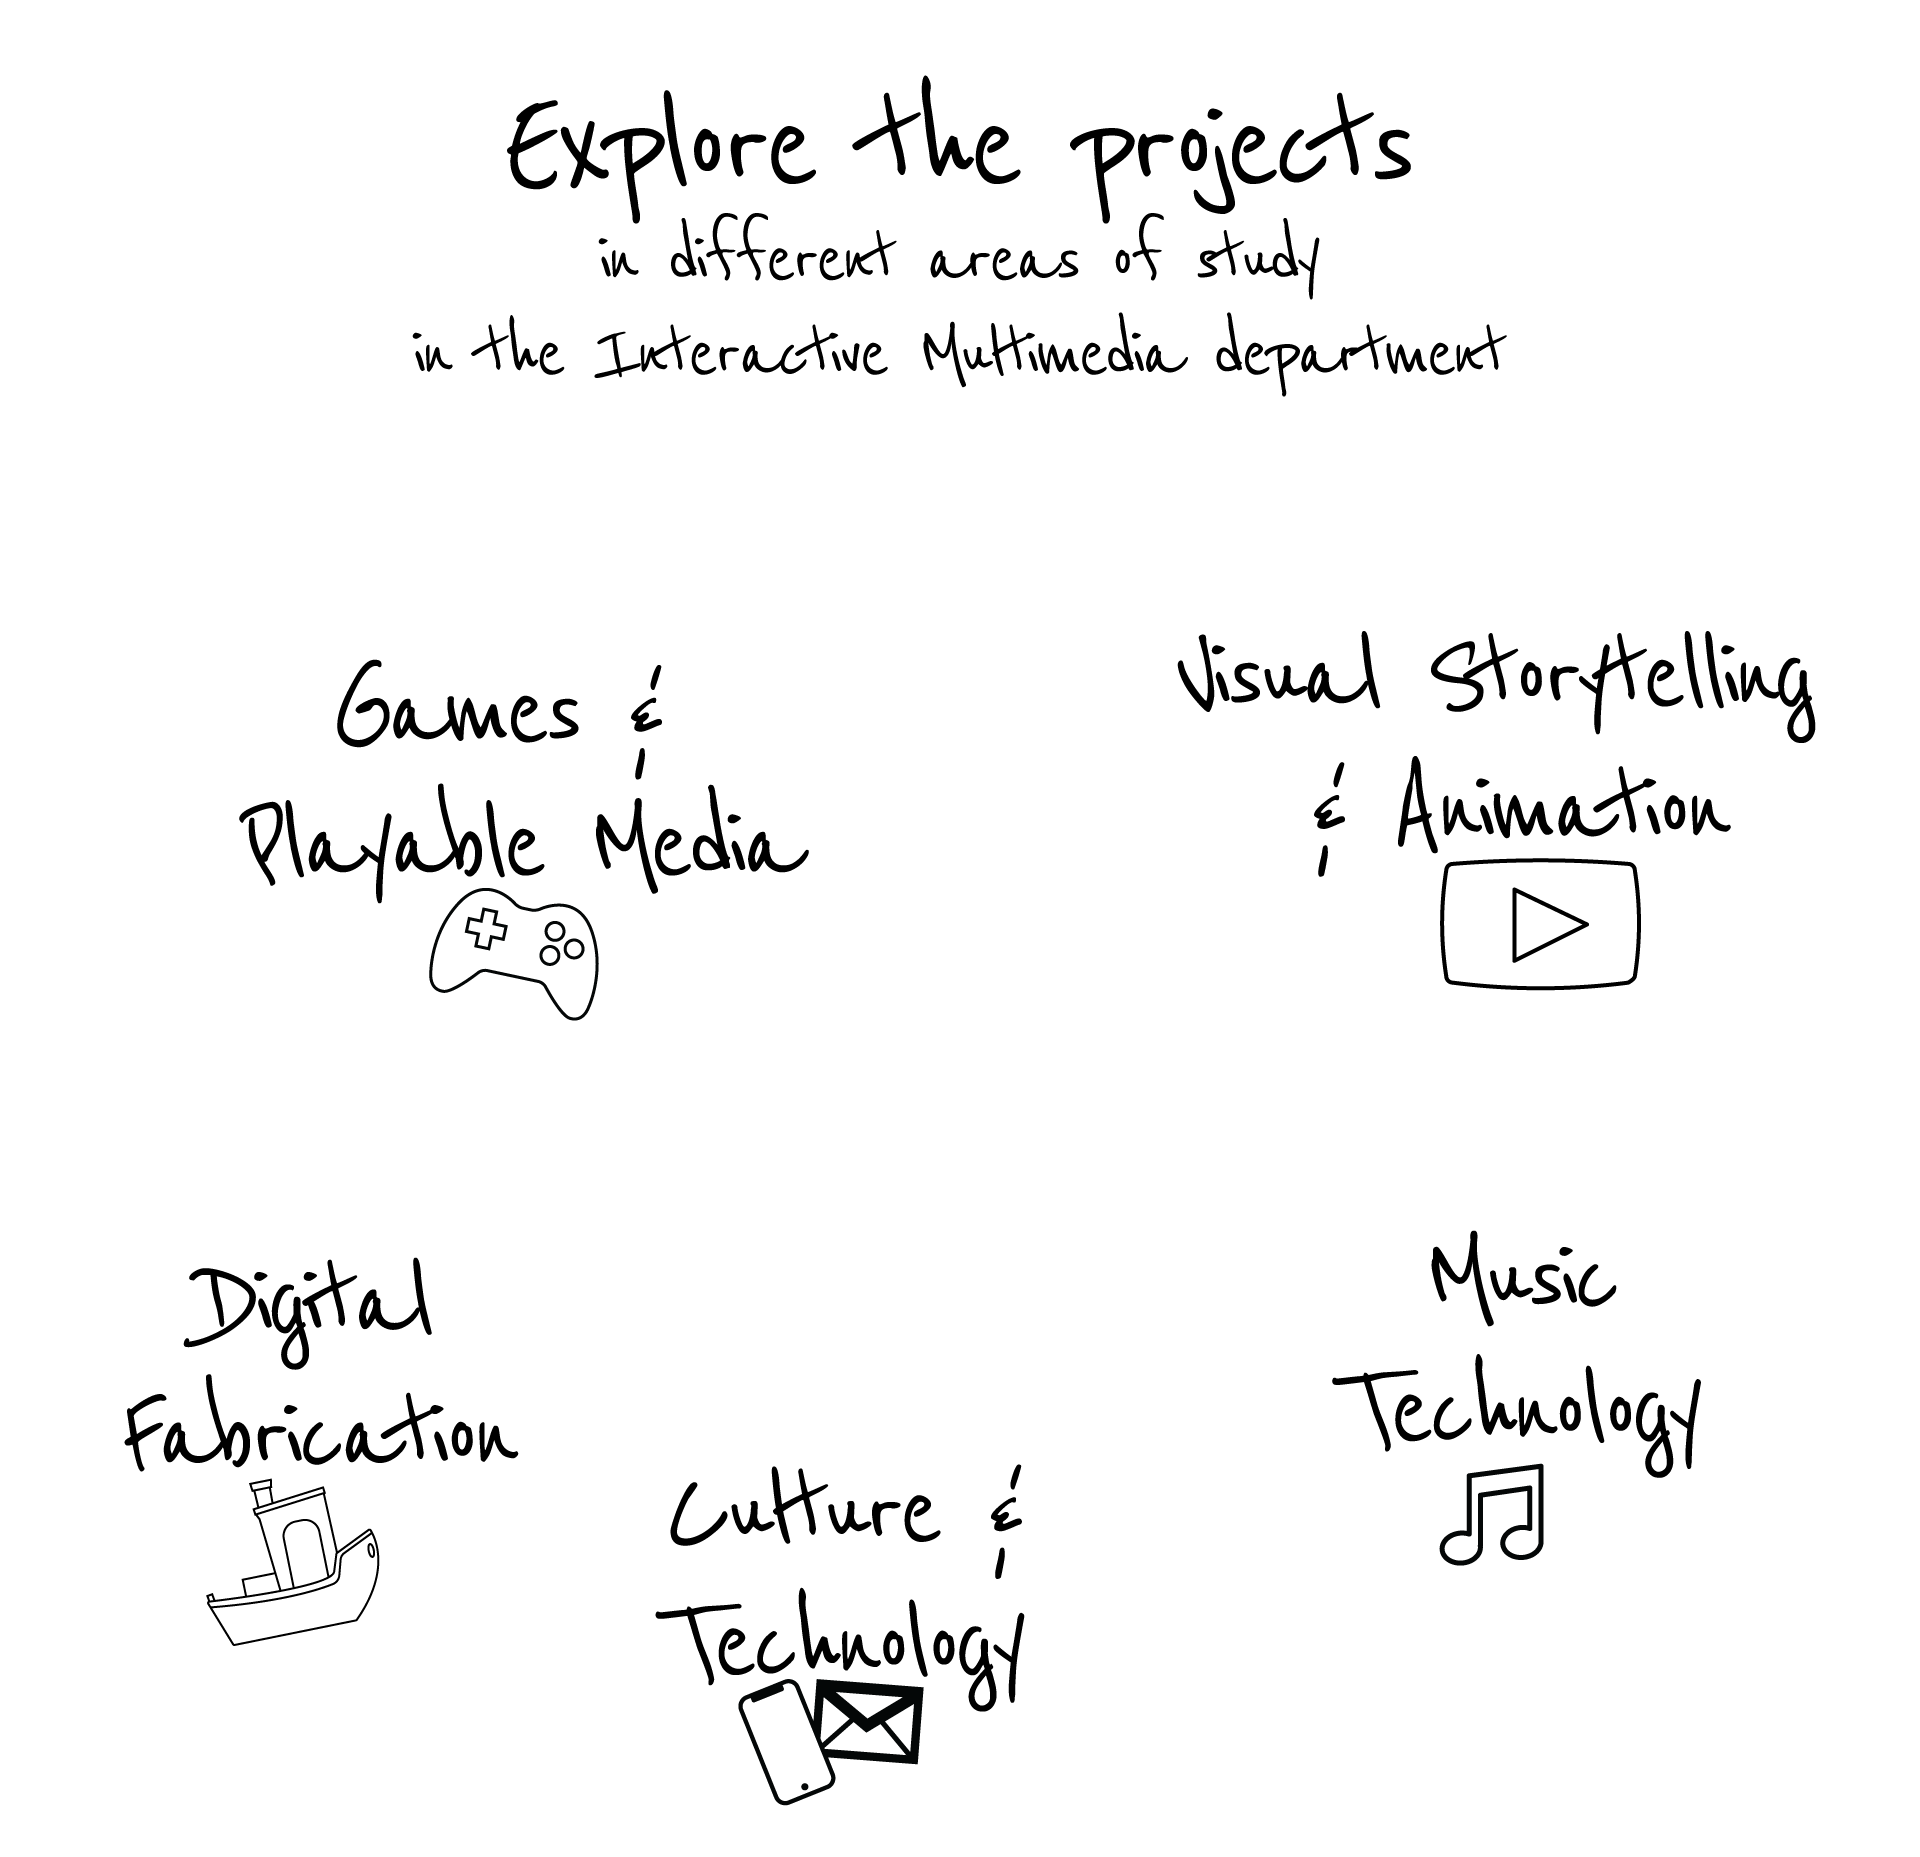 Explore the projects
in different areas of study
in the Interactive Multimedia department
Games &
Playable Media
Visual Storytelling
& Animation
Digital
Fabrication
Culture &
Technology
Music
Technology